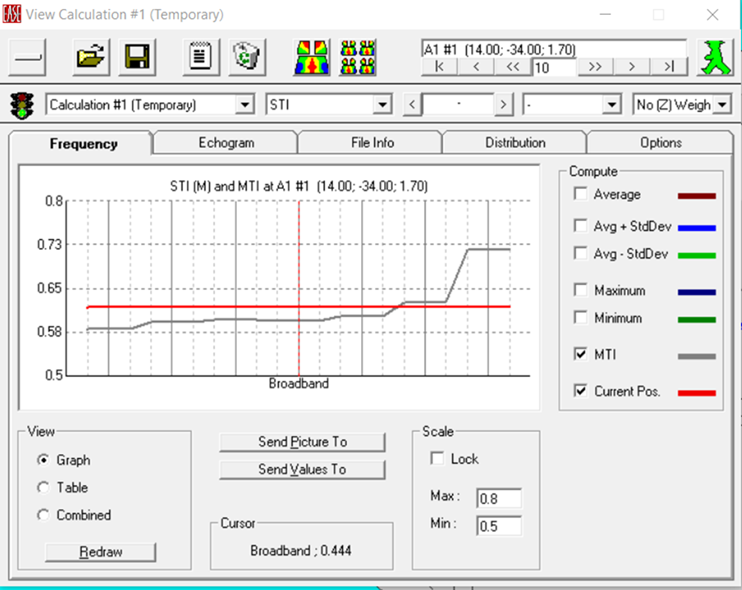 EASE View Calculation #1 (Temporary)
A1 #1 (14.00; -34.00; 1.70)
|< < << 10 >> > >|
Calculation #1 (Temporary) STI < - > - No (Z) Weigh
Frequency Echogram File Info Distribution Options
STI (M) and MTI at A1 #1 (14.00; -34.00; 1.70)
0.8
0.73
0.65
0.58
0.5
Broadband
Compute
Average
Avg + StdDev
Avg - StdDev
Maximum
Minimum
MTI
Current Pos.
View
Graph
Table
Combined
Redraw
Send Picture To
Send Values To
Cursor
Broadband ; 0.444
Scale
Lock
Max : 0.8
Min : 0.5